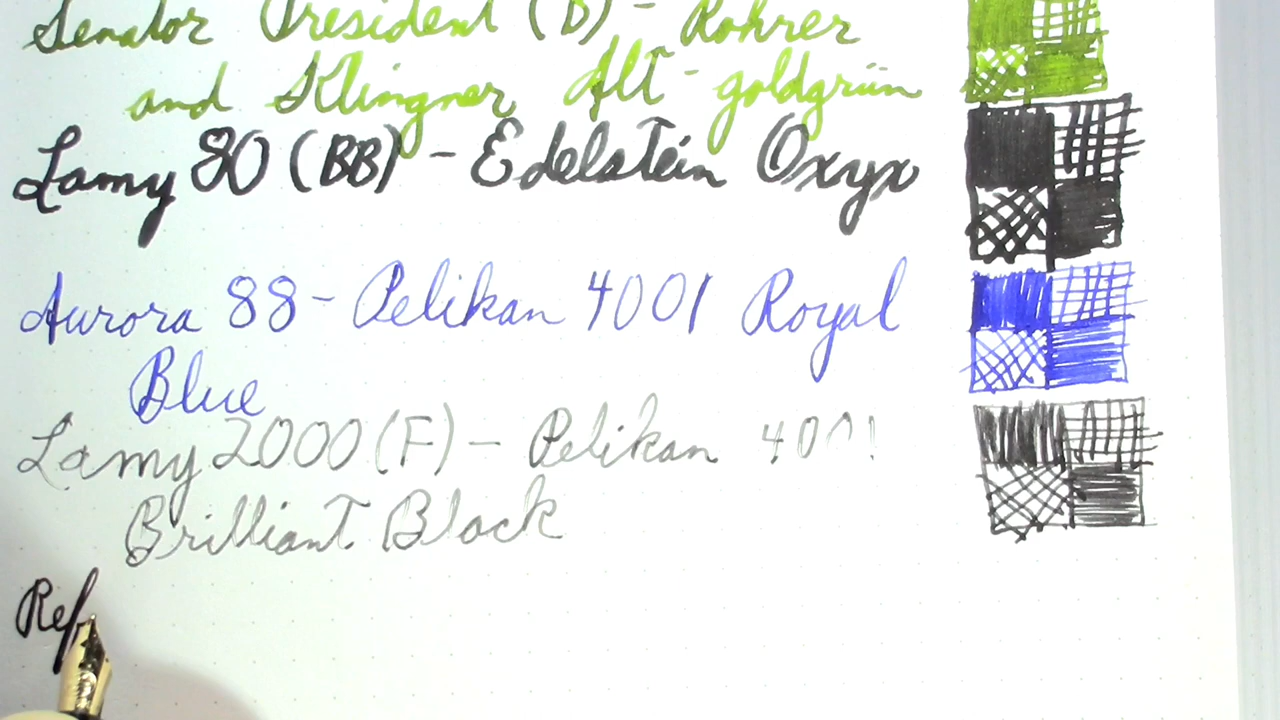 Senator President (B) - Rohrer
and Klingner Alt-goldgrün
Lamy 80 (BB) - Edelstein Oxyx
Aurora 88 - Pelikan 4001 Royal
Blue
Lamy 2000 (F) - Pelikan 4001
Brilliant Black
Ref